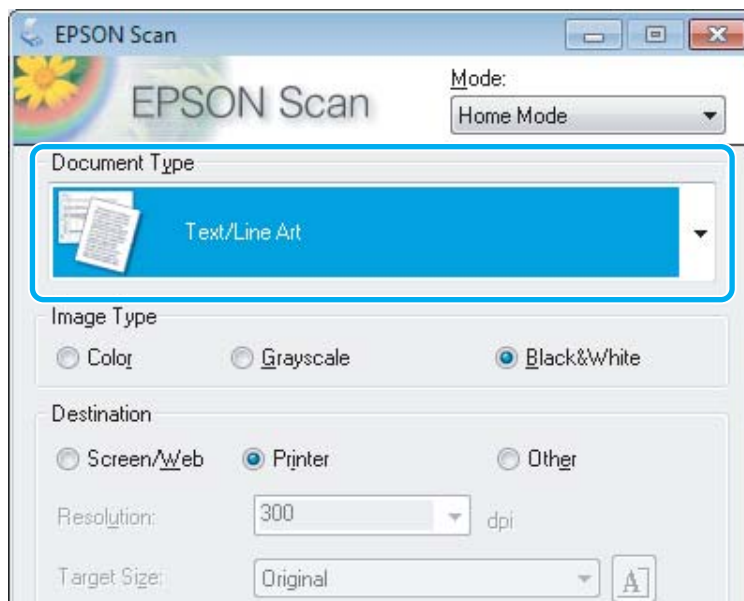 EPSON Scan
EPSON Scan
Mode:
Home Mode
Document Type
Text/Line Art
Image Type
Color Grayscale Black&White
Destination
Screen/Web Printer Other
Resolution: 300 dpi
Target Size: Original A